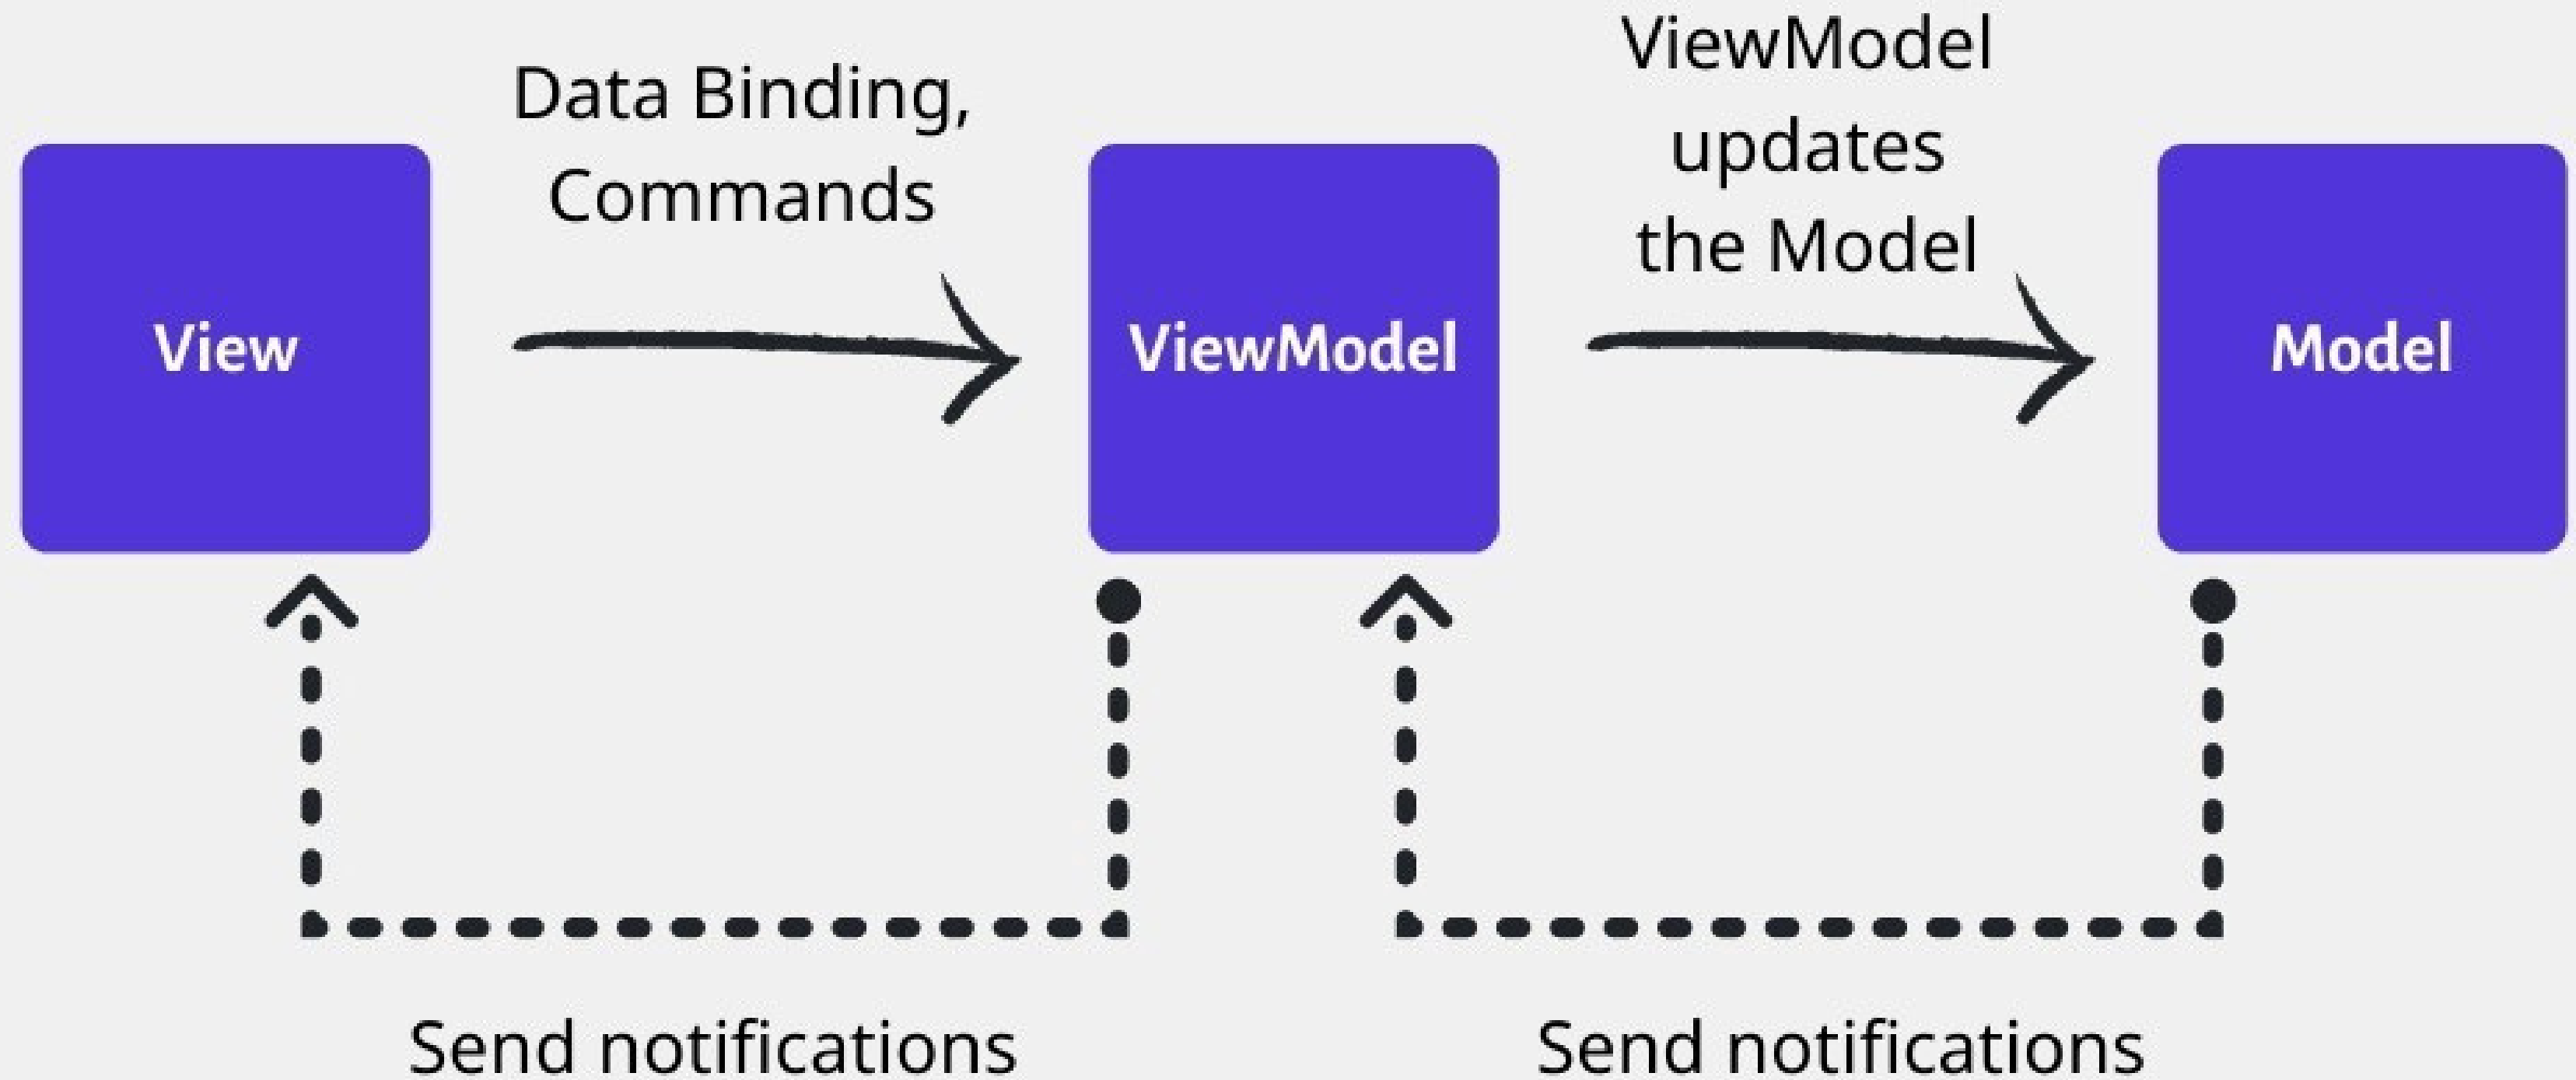 Data Binding,
Commands
ViewModel
updates
the Model
View
ViewModel
Model
Send notifications
Send notifications